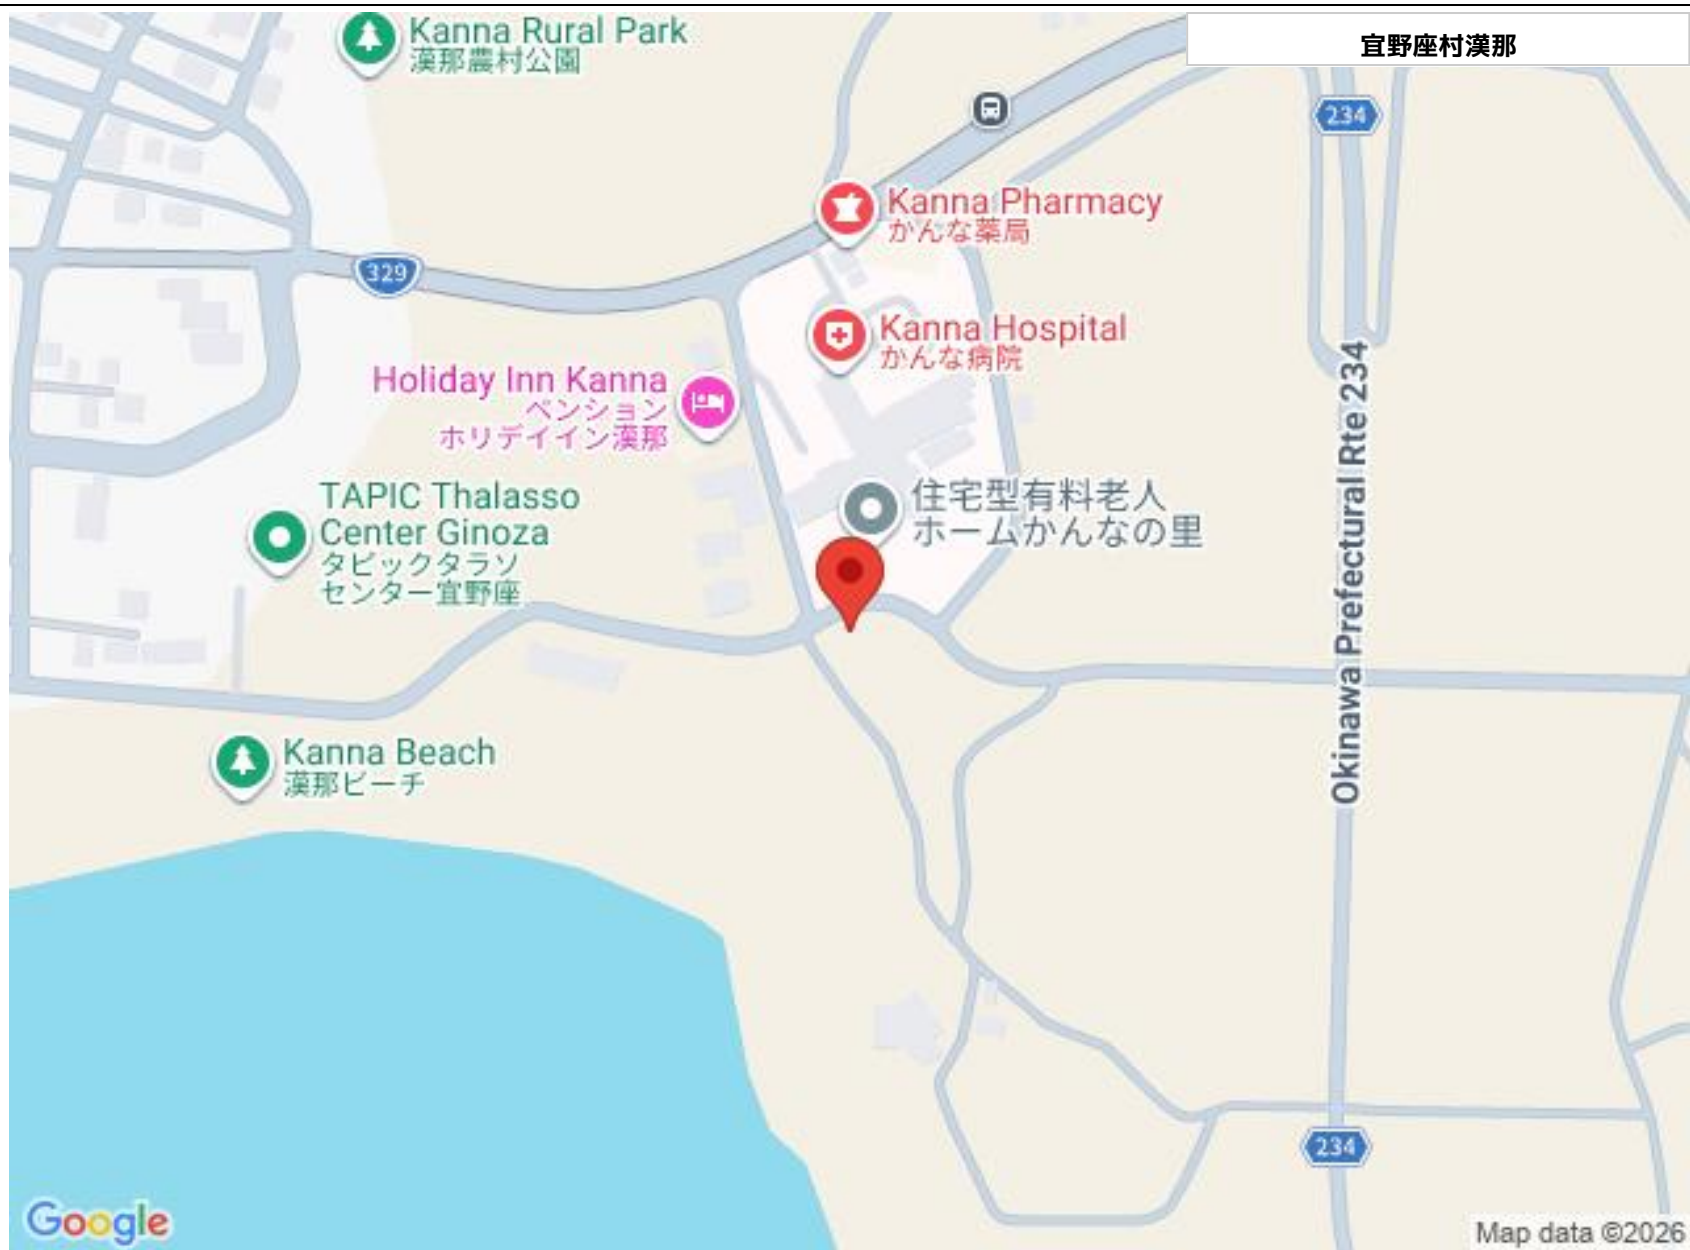 Kanna Rural Park
漢那農村公園
宜野座村漢那
234
Kanna Pharmacy
かんな薬局
329
Kanna Hospital
かんな病院
Holiday Inn Kanna
ペンション
ホリデイイン漢那
TAPIC Thalasso
Center Ginoza
タピックタラソ
センター宜野座
住宅型有料老人
ホームかんなの里
Okinawa Prefectural Rte 234
Kanna Beach
漢那ビーチ
234
Google
Map data ©2026